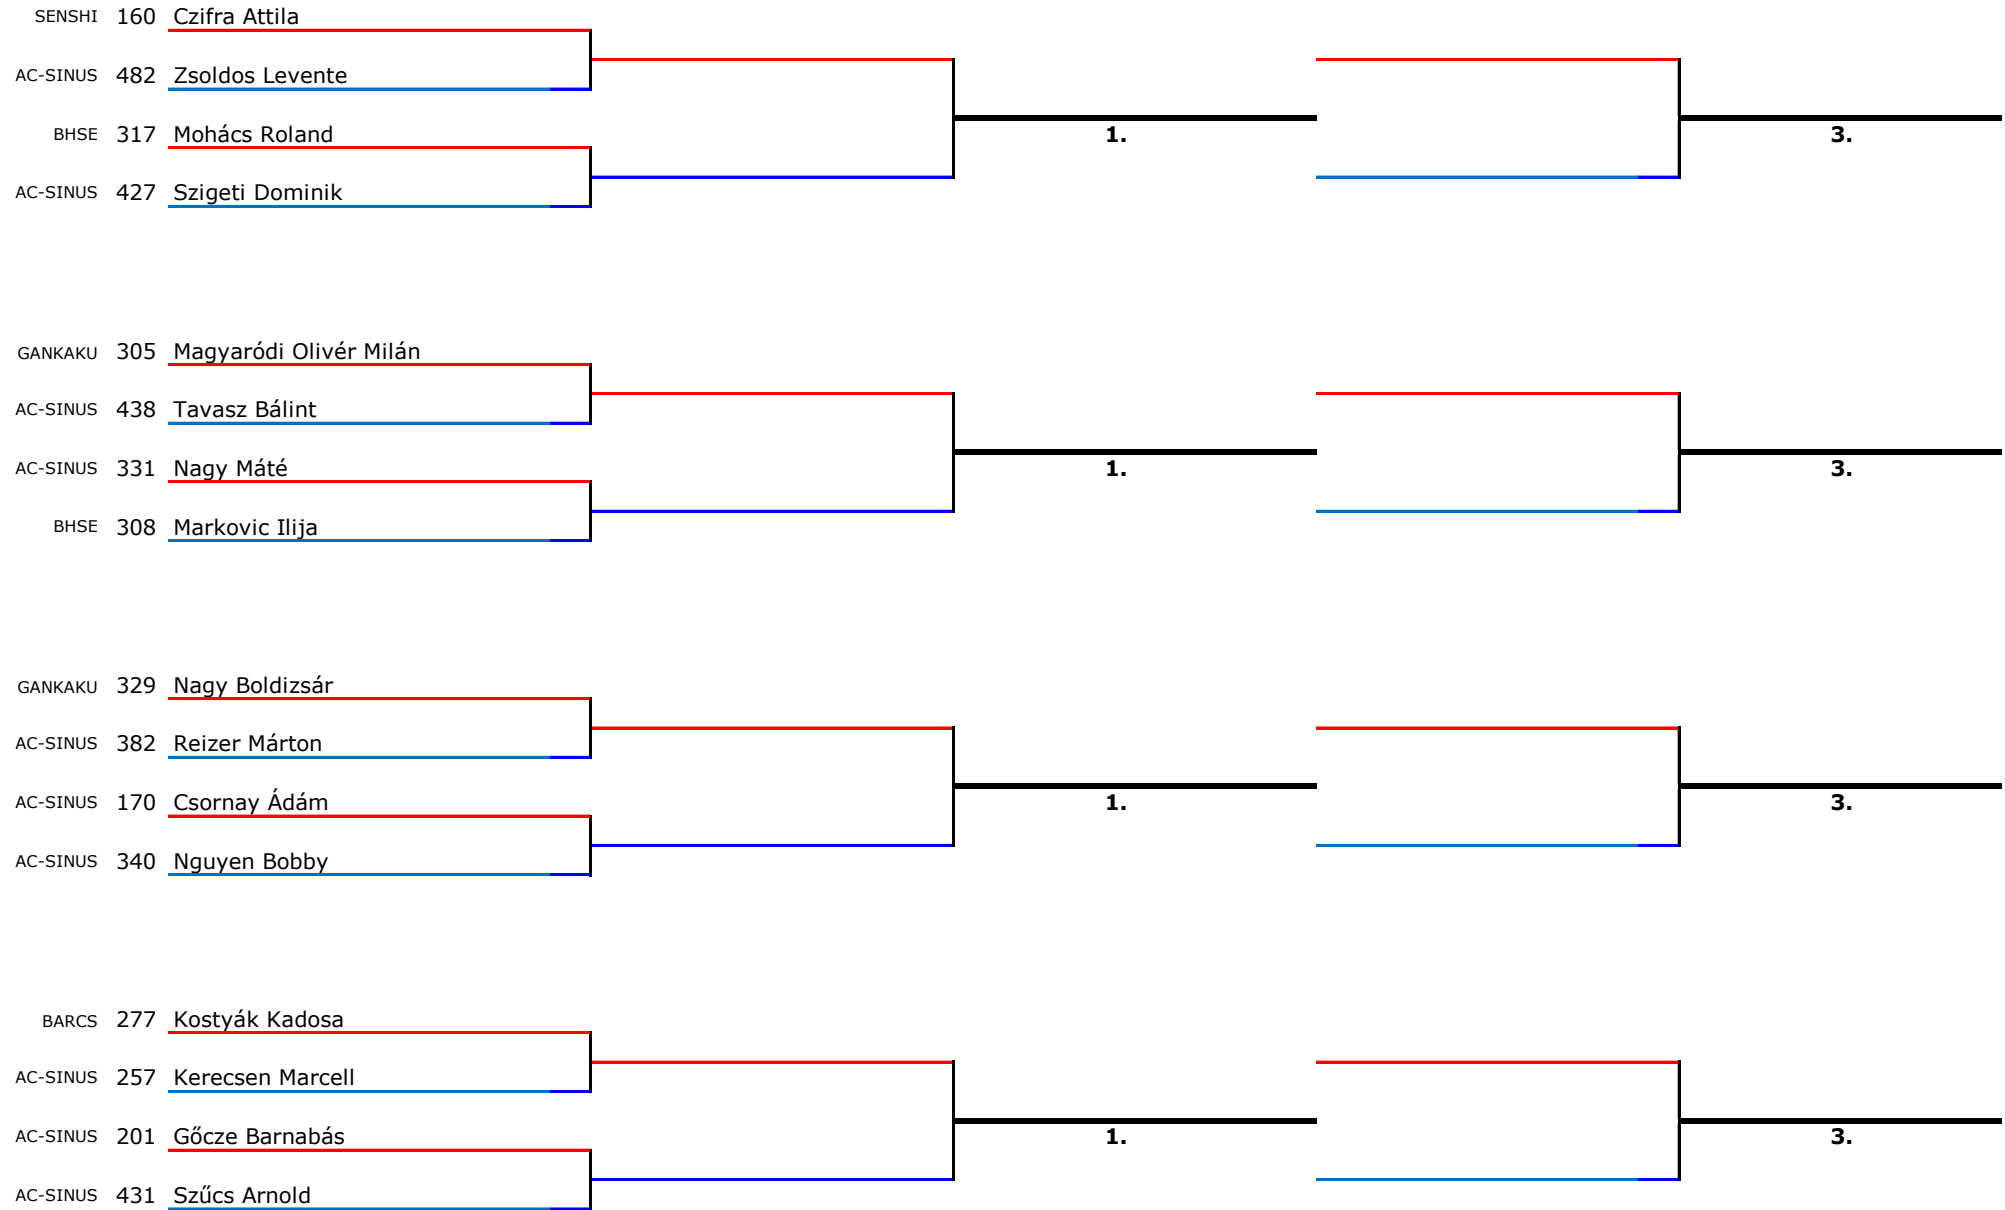 SENSHI 160 Czifra Attila
AC-SINUS 482 Zsoldos Levente
BHSE 317 Mohács Roland 1. 3.
AC-SINUS 427 Szigeti Dominik
GANKAKU 305 Magyaródi Olivér Milán
AC-SINUS 438 Tavasz Bálint
AC-SINUS 331 Nagy Máté 1. 3.
BHSE 308 Markovic Ilija
GANKAKU 329 Nagy Boldizsár
AC-SINUS 382 Reizer Márton
AC-SINUS 170 Csornay Ádám 1. 3.
AC-SINUS 340 Nguyen Bobby
BARCS 277 Kostyák Kadosa
AC-SINUS 257 Kerecsen Marcell
AC-SINUS 201 Gőcze Barnabás 1. 3.
AC-SINUS 431 Szűcs Arnold